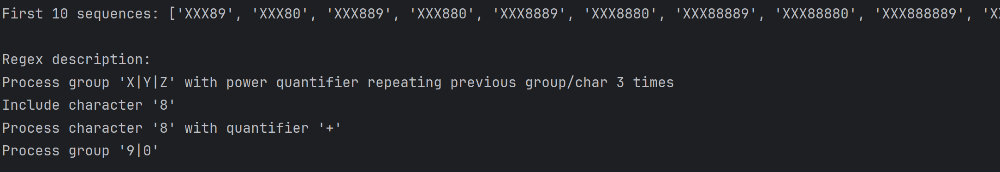 First 10 sequences: ['XXX89', 'XXX80', 'XXX889', 'XXX880', 'XXX8889', 'XXX8880', 'XXX88889', 'XXX88880', 'XXX888889', 'XX
Regex description:
Process group 'X|Y|Z' with power quantifier repeating previous group/char 3 times
Include character '8'
Process character '8' with quantifier '+'
Process group '9|0'